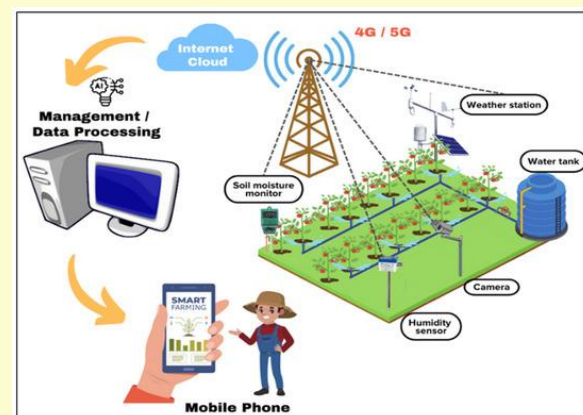 Internet
Cloud
4G / 5G
AI
Management /
Data Processing
Weather station
Soil moisture
monitor
Water tank
SMART
FARMING
Camera
Humidity
sensor
Mobile Phone